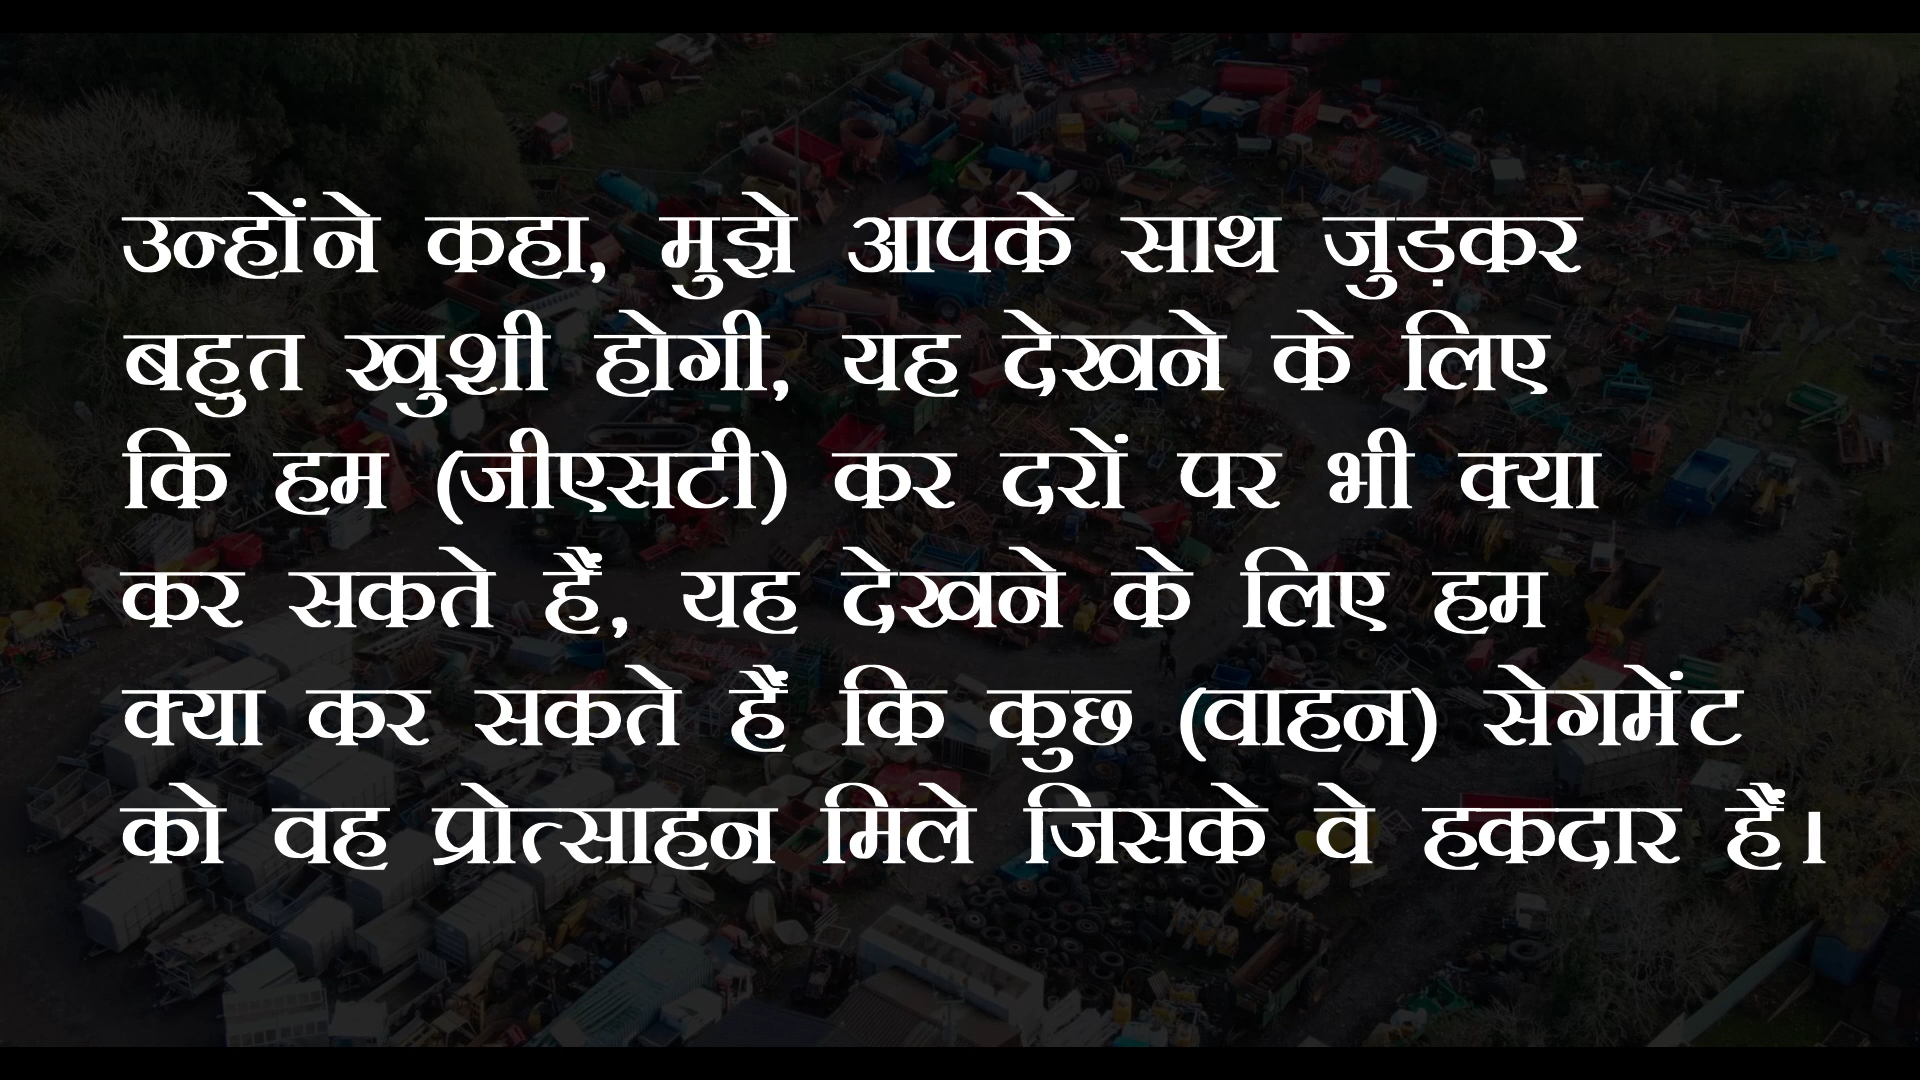 उन्होंने कहा, मुझे आपके साथ जुड़कर
बहुत खुशी होगी, यह देखने के लिए
कि हम (जीएसटी) कर दरों पर भी क्या
कर सकते हैं, यह देखने के लिए हम
क्या कर सकते हैं कि कुछ (वाहन) सेगमेंट
को वह प्रोत्साहन मिले जिसके वे हकदार हैं।